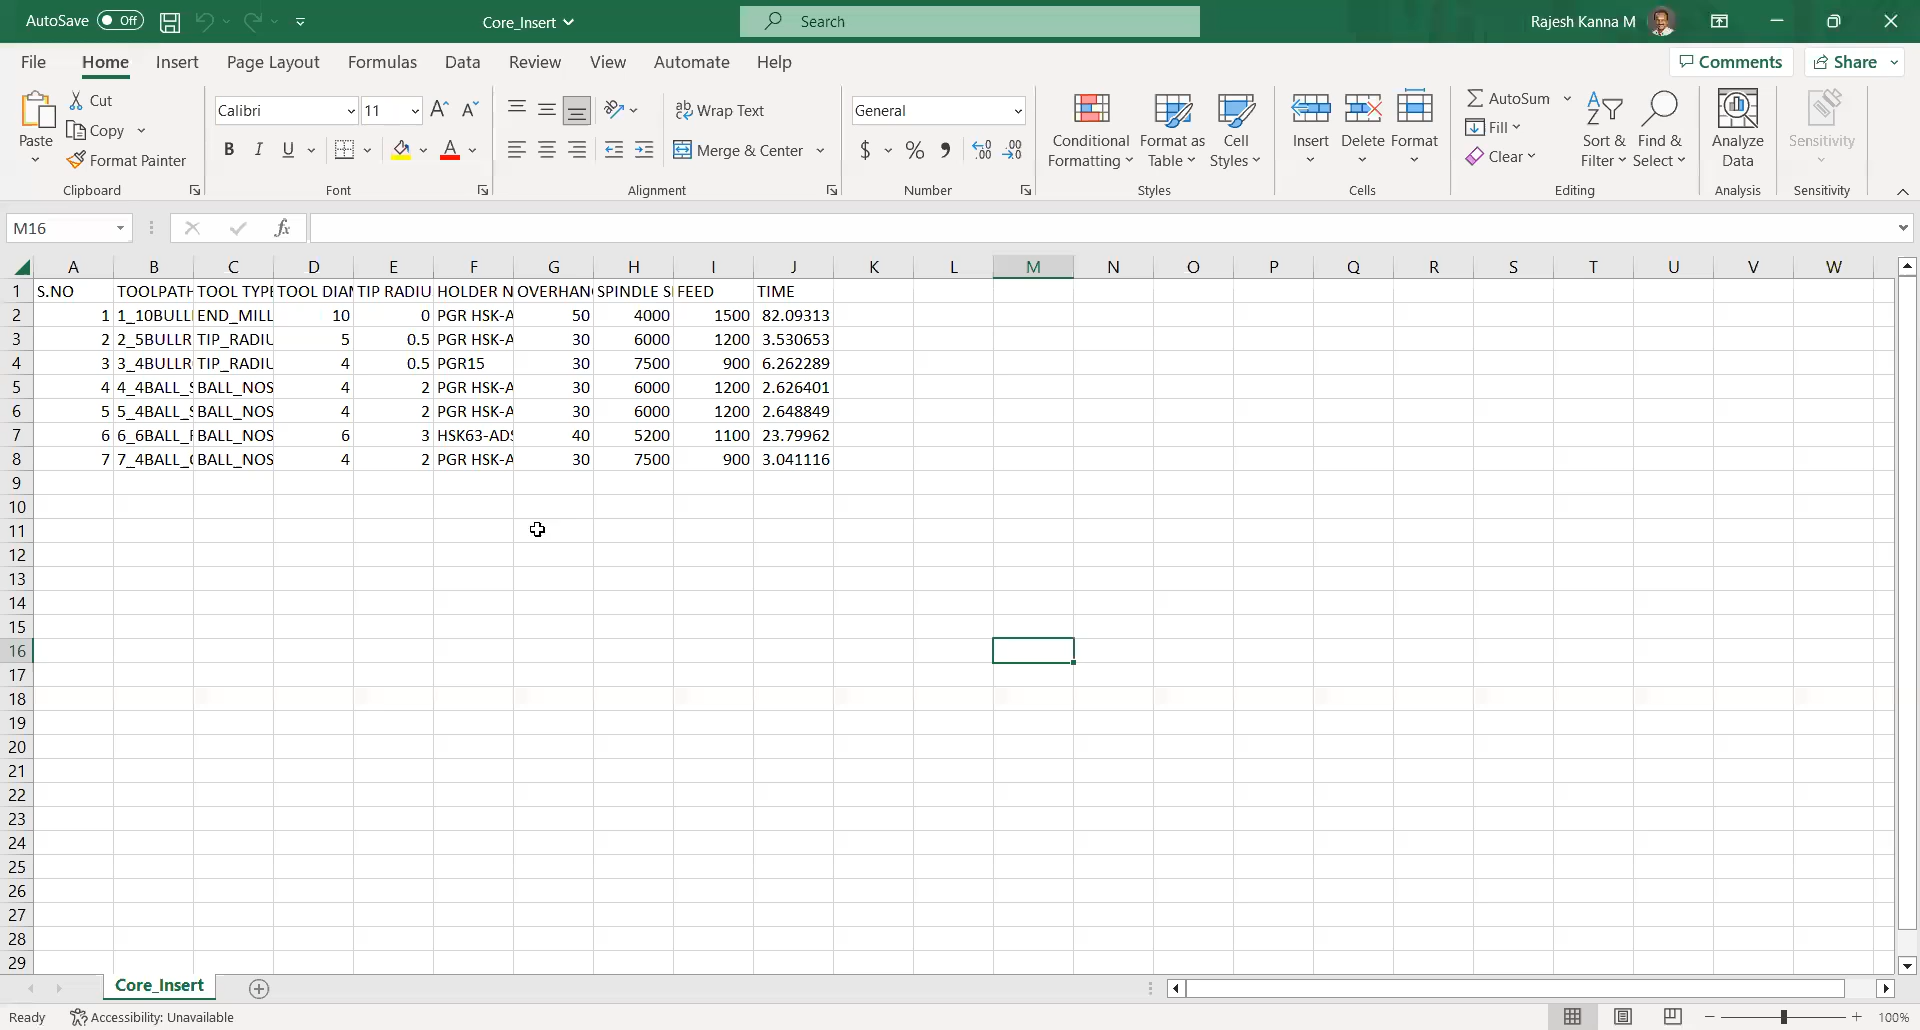 AutoSave Off
Core_Insert
Search
Rajesh Kanna M
File Home Insert Page Layout Formulas Data Review View Automate Help
Comments Share
Paste
Cut
Copy
Format Painter
Clipboard
Calibri 11
B I U A
Font
Wrap Text
Merge & Center
Alignment
General
$ % ,
Number
Conditional Formatting
Format as Table
Cell Styles
Styles
Insert Delete Format
Cells
AutoSum
Fill
Clear
Sort & Filter
Find & Select
Editing
Analyze Data
Analysis
Sensitivity
Sensitivity
M16 fx
A B C D E F G H I J K L M N O P Q R S T U V W
1 S.NO TOOLPATH TOOL TYPE TOOL DIAM TIP RADIU HOLDER N OVERHANG SPINDLE S FEED TIME
2 1 1_10BULL END_MILL 10 0 PGR HSK-A 50 4000 1500 82.09313
3 2 2_5BULLR TIP_RADIU 5 0.5 PGR HSK-A 30 6000 1200 3.530653
4 3 3_4BULLR TIP_RADIU 4 0.5 PGR15 30 7500 900 6.262289
5 4 4_4BALL_S BALL_NOS 4 2 PGR HSK-A 30 6000 1200 2.626401
6 5 5_4BALL_S BALL_NOS 4 2 PGR HSK-A 30 6000 1200 2.648849
7 6 6_6BALL_F BALL_NOS 6 3 HSK63-ADS 40 5200 1100 23.79962
8 7 7_4BALL_C BALL_NOS 4 2 PGR HSK-A 30 7500 900 3.041116
9
10
11
12
13
14
15
16
17
18
19
20
21
22
23
24
25
26
27
28
29
Core_Insert
Ready Accessibility: Unavailable 100%